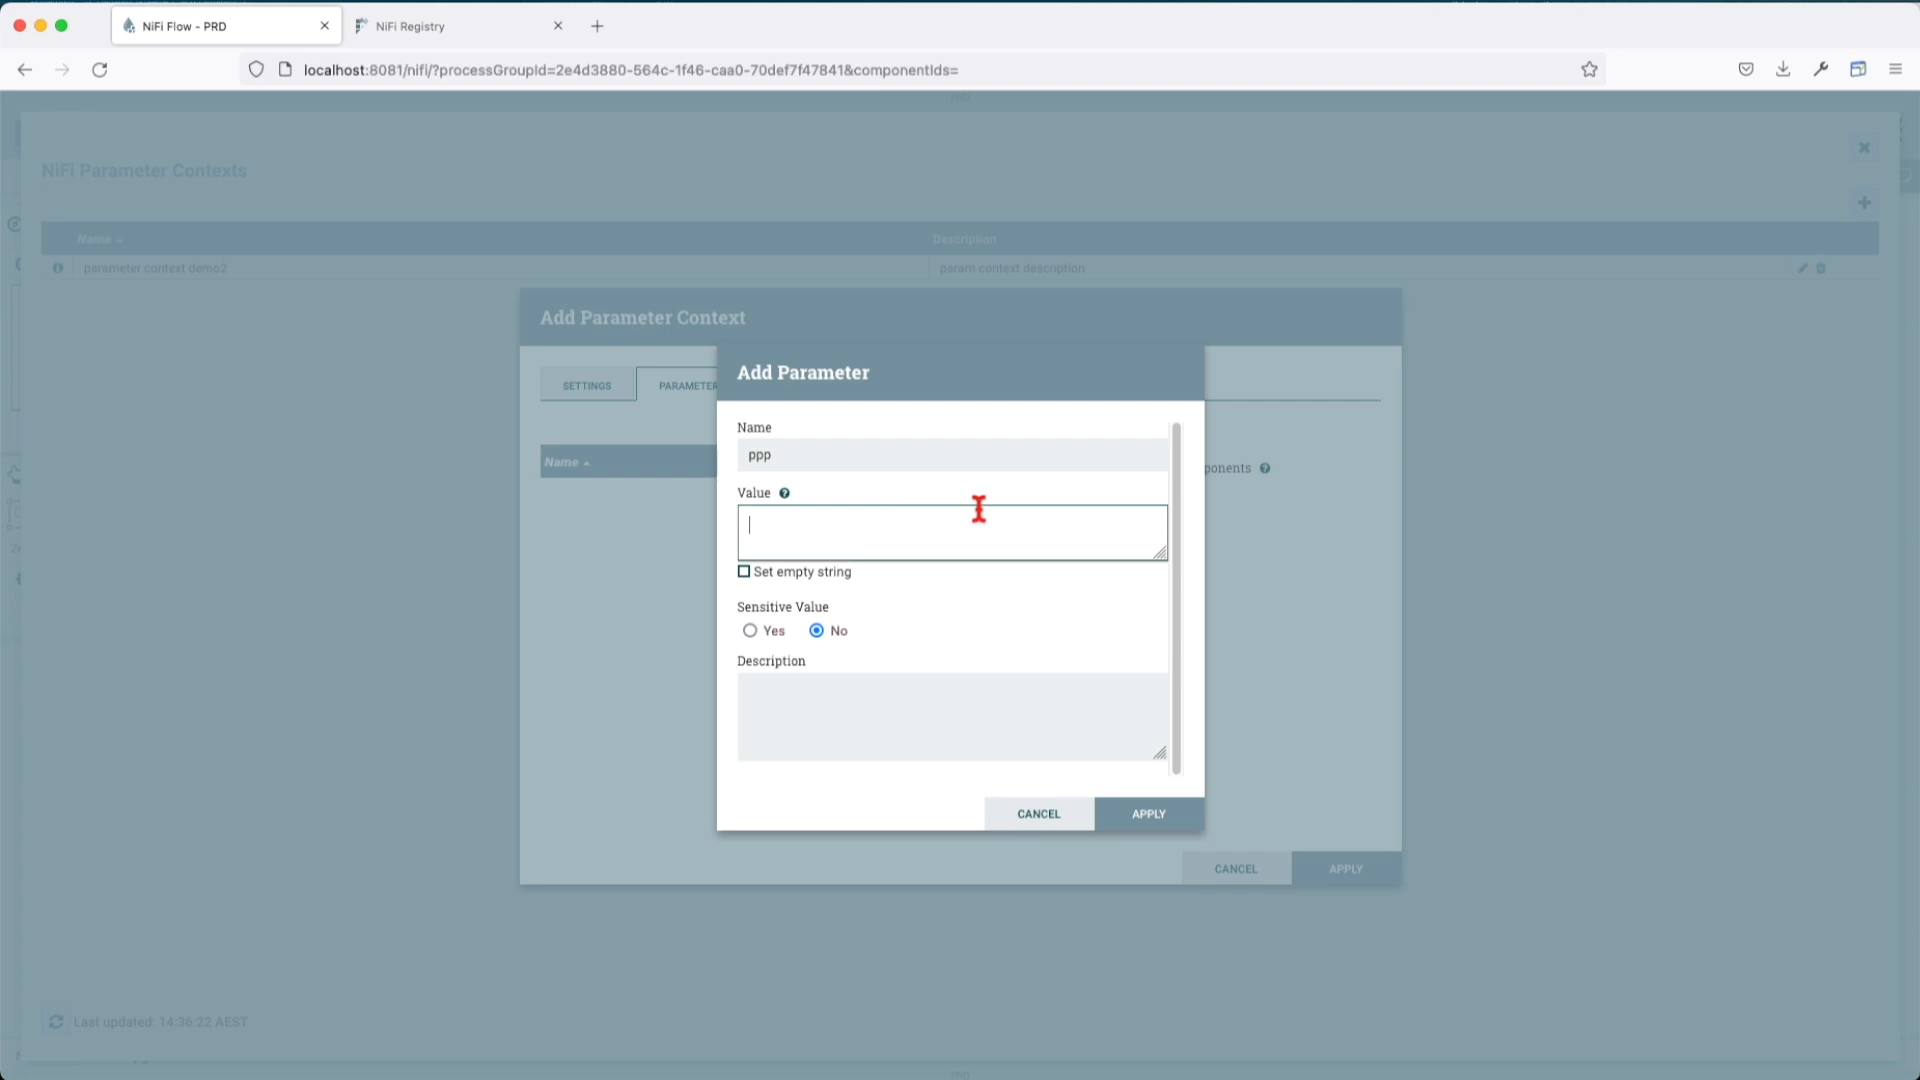 NiFi Flow - PRD
NiFi Registry
localhost:8081/nifi/?processGroupId=2e4d3880-564c-1f46-caa0-70def7f47841&componentIds=
NiFi Parameter Contexts
Name
Description
parameter context demo2
param context description
Add Parameter Context
Add Parameter
SETTINGS
PARAMETER
Name
ppp
Name
ponents
Value
Set empty string
Sensitive Value
Yes
No
Description
CANCEL
APPLY
CANCEL
APPLY
Last updated: 14:36:22 AEST